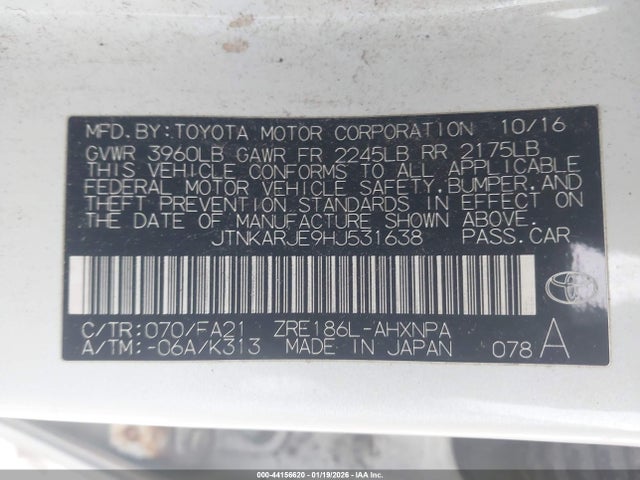 MFD.BY:TOYOTA MOTOR CORPORATION 10/16
GVWR 3960LB GAWR FR 2245LB RR 2175LB
THIS VEHICLE CONFORMS TO ALL APPLICABLE
FEDERAL MOTOR VEHICLE SAFETY,BUMPER,AND
THEFT PREVENTION STANDARDS IN EFFECT ON
THE DATE OF MANUFACTURE SHOWN ABOVE.
JTNKARJE9HJ531638 PASS.CAR
C/TR:070/FA21 ZRE186L-AHXNPA
A/TM:-06A/K313 MADE IN JAPAN 078A
000-44156620 - 01/19/2026 - © IAA Inc.